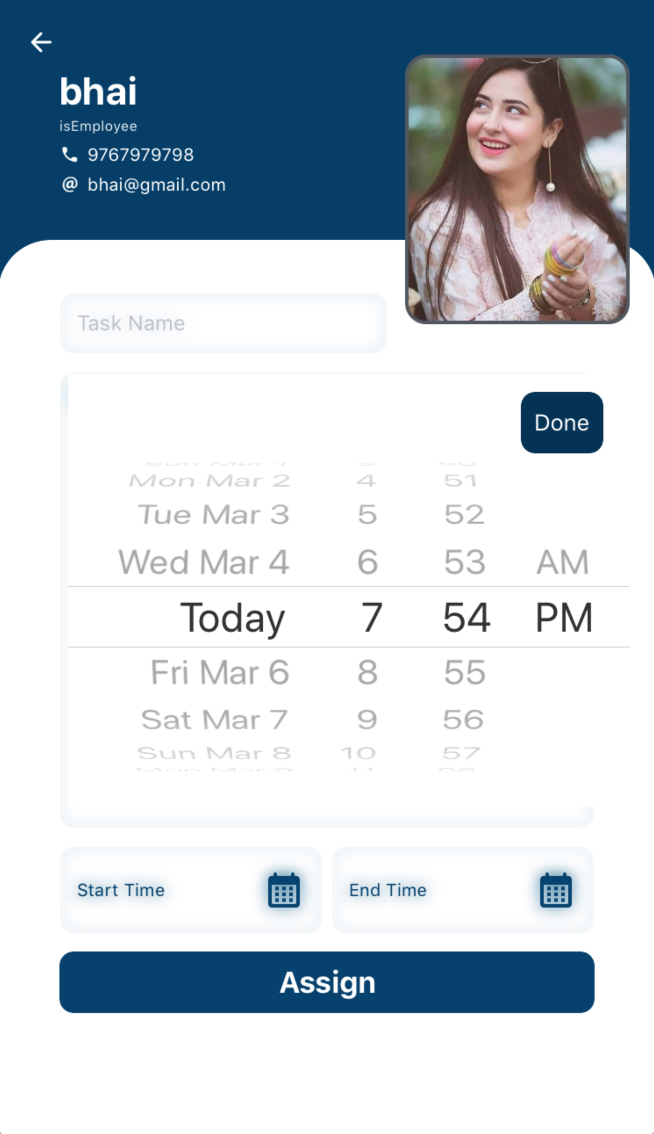 bhai
isEmployee
9767979798
@ bhai@gmail.com
Task Name
Done
Mon Mar 2 4 51
Tue Mar 3 5 52
Wed Mar 4 6 53 AM
Today 7 54 PM
Fri Mar 6 8 55
Sat Mar 7 9 56
Sun Mar 8 10 57
Start Time
End Time
Assign